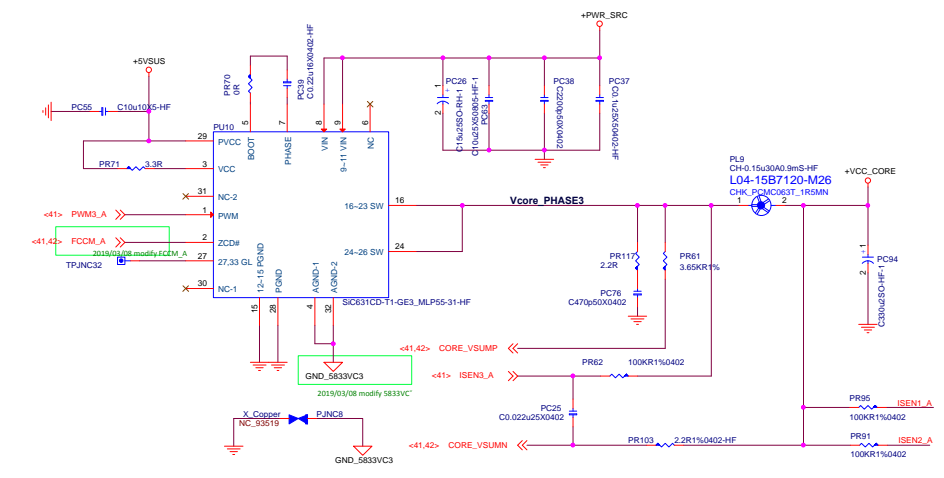 +PWR_SRC
+5VSUS
PR70
0R
PC39
C0.22u16X0402-HF
PC26
C15u25SO-RH-1
PC63
C10u25X50805-HF-1
PC38
C2200p50X0402
PC37
C0.1u25X50402-HF
1
2
PC55
C10u10X5-HF
PU10
5
7
8
9
6
BOOT
PHASE
VIN
9~11 VIN
NC
29
PVCC
PR71
3.3R
3
VCC
31
NC-2
<41>
PWM3_A
1
PWM
<41,42>
FCCM_A
2
ZCD#
2019/03/08 modify FCCM_A
TPJNC32
27
27,33 GL
30
NC-1
16~23 SW
16
24~26 SW
24
12~15 PGND
PGND
AGND-1
AGND-2
15
28
4
32
SiC631CD-T1-GE3_MLP55-31-HF
Vcore_PHASE3
PL9
CH-0.15u30A0.9mS-HF
L04-15B7120-M26
CHK_PCMC063T_1R5MN
1
2
+VCC_CORE
PR117
2.2R
PR61
3.65KR1%
PC76
C470p50X0402
1
2
PC94
C330u2SO-HF-1
<41,42>
CORE_VSUMP
GND_5833VC3
2019/03/08 modify 5833VC
<41>
ISEN3_A
PR62
100KR1%0402
PC25
C0.022u25X0402
<41,42>
CORE_VSUMN
PR103
2.2R1%0402-HF
PR95
100KR1%0402
ISEN1_A
PR91
100KR1%0402
ISEN2_A
X_Copper
NC_93519
PJNC8
GND_5833VC3